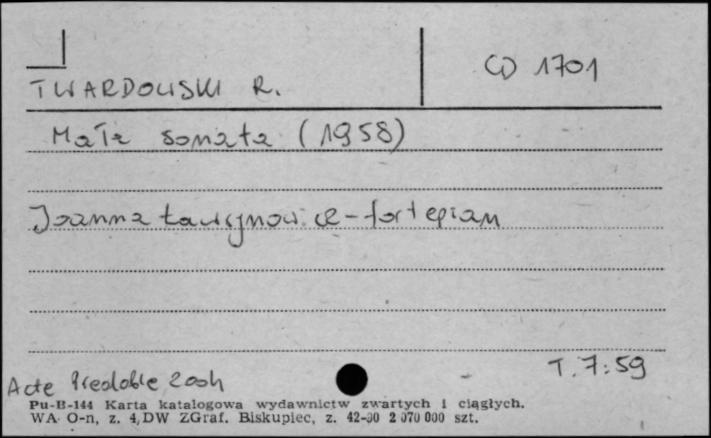 CD 1701
TWARDOWSKI R.
Mała sonata (1958)
Joanna Ławrynowicz - fortepian
T. 7:59
Acte Préalable 2004
Pu-B-144 Karta katalogowa wydawnictw zwartych i ciągłych.
WA O-n, z. 4, DW ZGraf. Biskupiec, z. 42-90 2 070 000 szt.